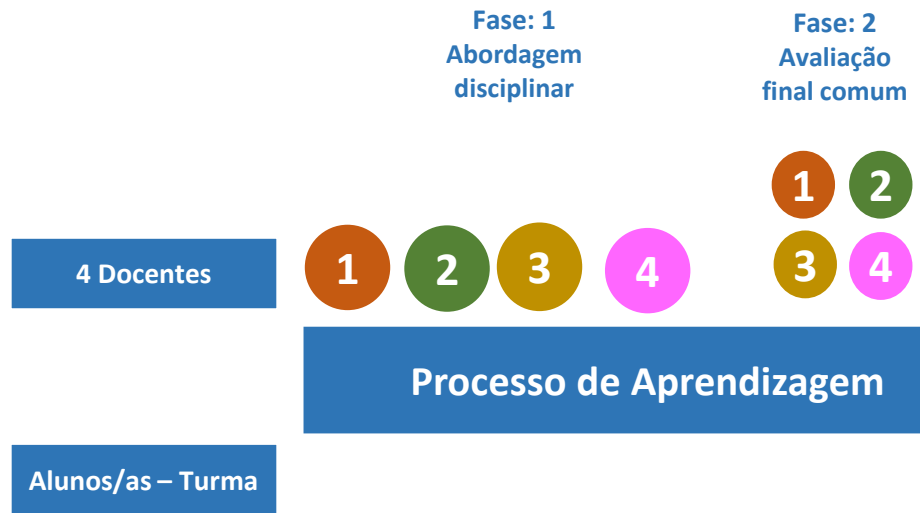 Fase: 1
Abordagem
disciplinar
Fase: 2
Avaliação
final comum
1 2
3 4
4 Docentes
1 2 3 4
Processo de Aprendizagem
Alunos/as – Turma